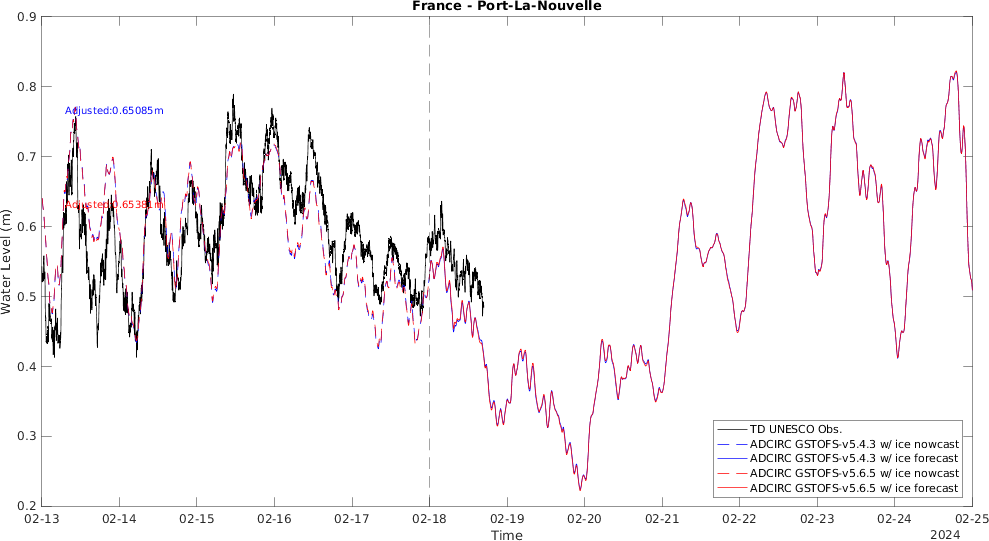 France - Port-La-Nouvelle
Water Level (m)
0.9
0.8
0.7
0.6
0.5
0.4
0.3
0.2
Adjusted:0.65085m
Adjusted:0.65381m
TD UNESCO Obs.
ADCIRC GSTOFS-v5.4.3 w/ ice nowcast
ADCIRC GSTOFS-v5.4.3 w/ ice forecast
ADCIRC GSTOFS-v5.6.5 w/ ice nowcast
ADCIRC GSTOFS-v5.6.5 w/ ice forecast
02-13 02-14 02-15 02-16 02-17 02-18 02-19 02-20 02-21 02-22 02-23 02-24 02-25
Time
2024